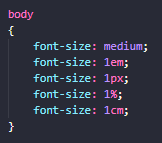 body
{
    font-size: medium;
    font-size: 1em;
    font-size: 1px;
    font-size: 1%;
    font-size: 1cm;
}